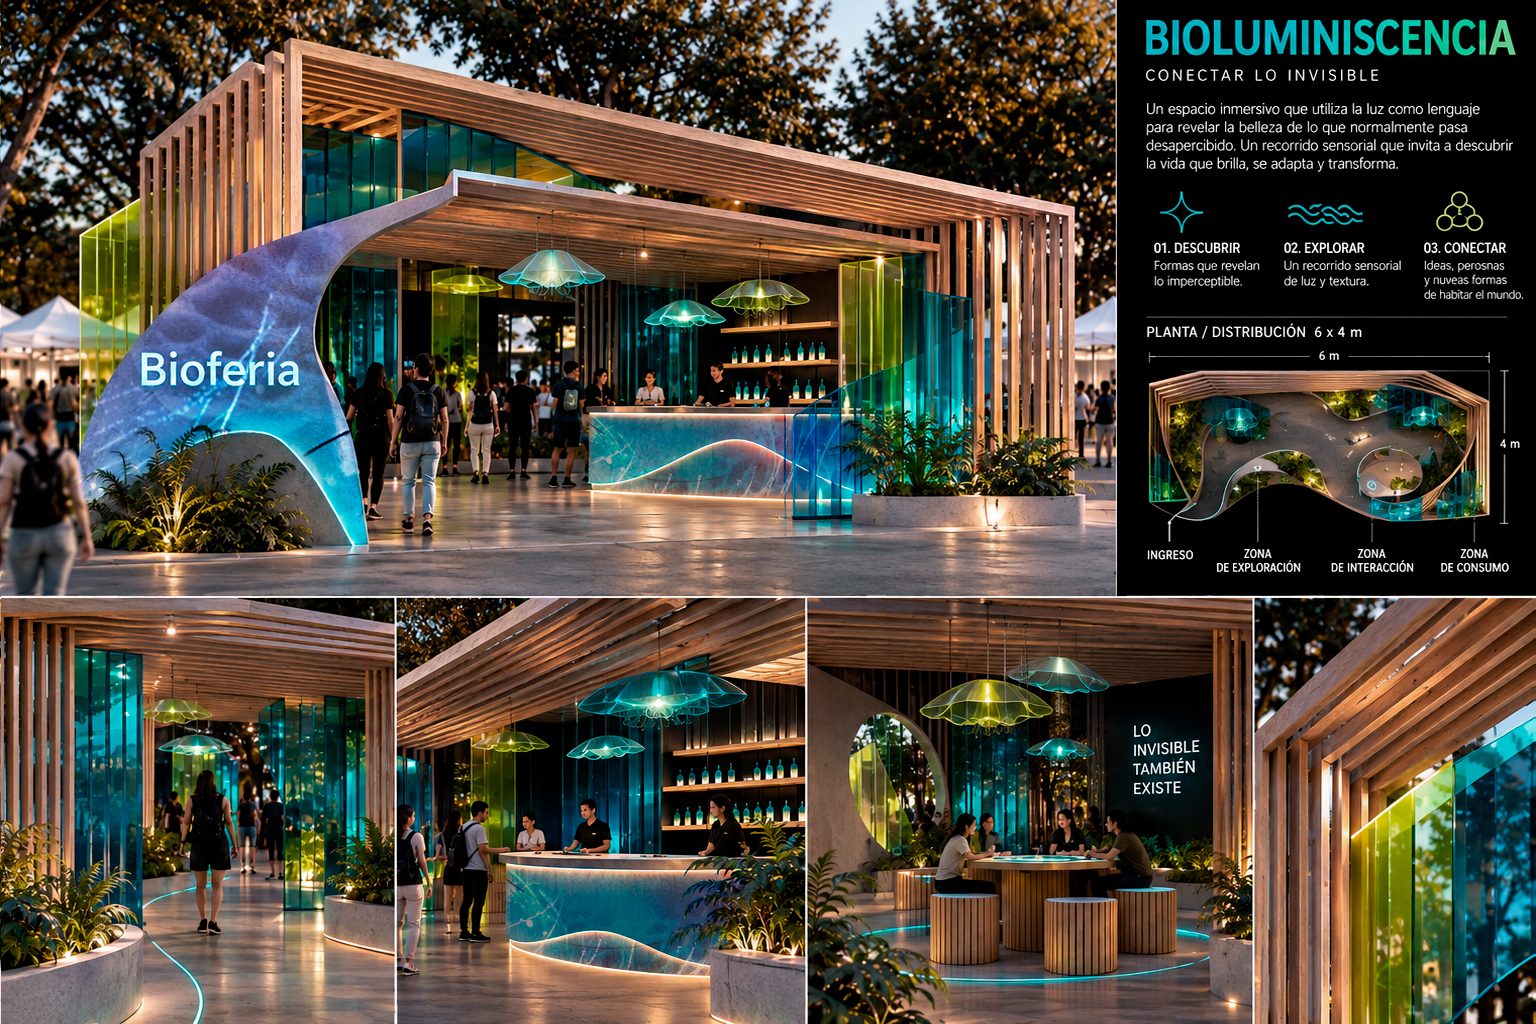 Bioferia
BIOLUMINISCENCIA
CONECTAR LO INVISIBLE
Un espacio inmersivo que utiliza la luz como lenguaje
para revelar la belleza de lo que normalmente pasa
desapercibido. Un recorrido sensorial que invita a descubrir
la vida que brilla, se adapta y transforma.
01. DESCUBRIR
Formas que revelan
lo imperceptible.
02. EXPLORAR
Un recorrido sensorial
de luz y textura.
03. CONECTAR
Ideas, perosnas
y nuveas formas
de habitar el mundo.
PLANTA / DISTRIBUCIÓN 6 x 4 m
6 m
4 m
INGRESO
ZONA
DE EXPLORACIÓN
ZONA
DE INTERACCIÓN
ZONA
DE CONSUMO
LO
INVISIBLE
TAMBIÉN
EXISTE